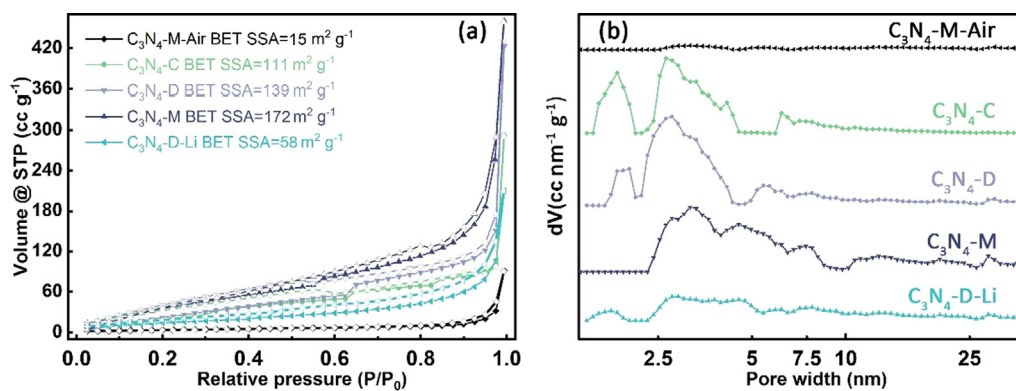 (a)
C₃N₄-M-Air BET SSA=15 m² g⁻¹
C₃N₄-C BET SSA=111 m² g⁻¹
C₃N₄-D BET SSA=139 m² g⁻¹
C₃N₄-M BET SSA=172 m² g⁻¹
C₃N₄-D-Li BET SSA=58 m² g⁻¹
Volume @ STP (cc g⁻¹)
420
360
300
240
180
120
60
0
0.0 0.2 0.4 0.6 0.8 1.0
Relative pressure (P/P₀)
(b)
C₃N₄-M-Air
C₃N₄-C
C₃N₄-D
C₃N₄-M
C₃N₄-D-Li
dV(cc nm⁻¹ g⁻¹)
2.5 5 7.5 10 25
Pore width (nm)